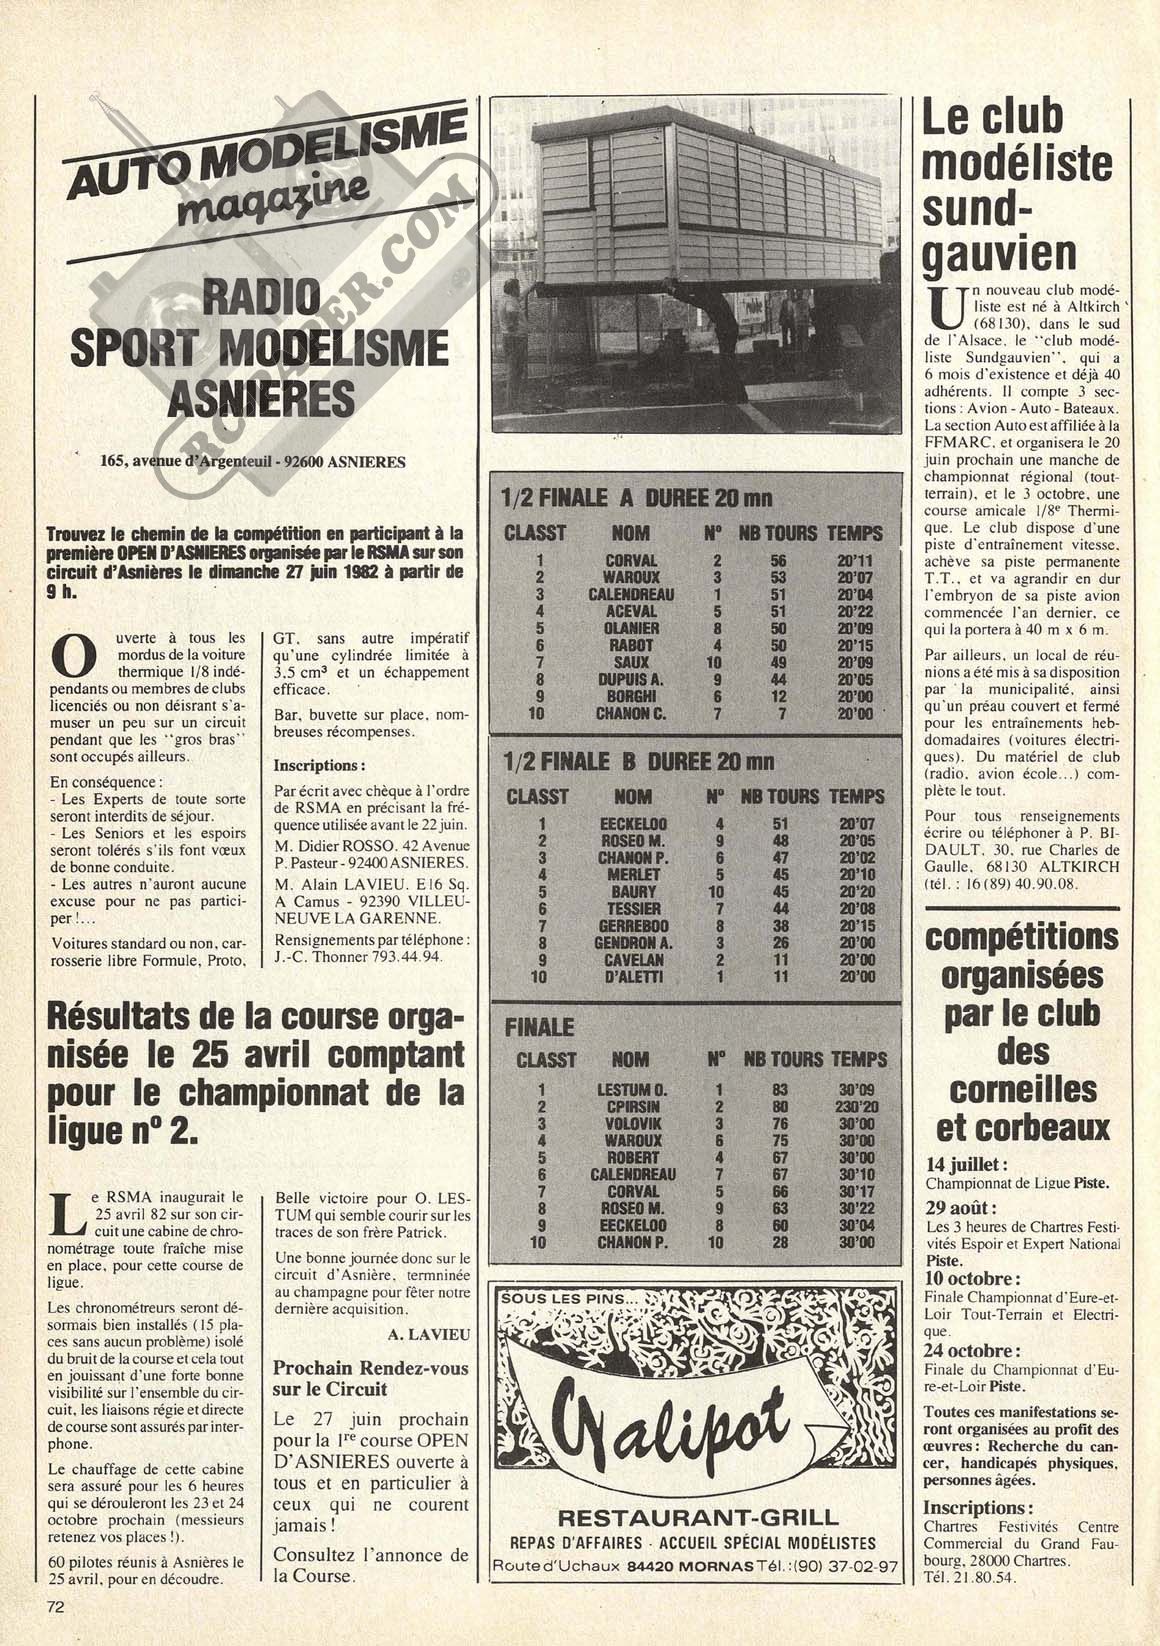 AUTO MODELISME
magazine
RCPAPER.COM
RADIO
SPORT MODELISME
ASNIERES
165, avenue d'Argenteuil - 92600 ASNIERES
Trouvez le chemin de la compétition en participant à la
première OPEN D'ASNIERES organisée par le RSMA sur son
circuit d'Asnières le dimanche 27 juin 1982 à partir de
9 h.
Ouverte à tous les
mordus de la voiture
thermique 1/8 indé-
pendants ou membres de clubs
licenciés ou non déisrant s'a-
muser un peu sur un circuit
pendant que les "gros bras"
sont occupés ailleurs.
En conséquence :
- Les Experts de toute sorte
seront interdits de séjour.
- Les Seniors et les espoirs
seront tolérés s'ils font vœux
de bonne conduite.
- Les autres n'auront aucune
excuse pour ne pas partici-
per !...
Voitures standard ou non, car-
rosserie libre Formule, Proto,
GT, sans autre impératif
qu'une cylindrée limitée à
3,5 cm³ et un échappement
efficace.
Bar, buvette sur place, nom-
breuses récompenses.
Inscriptions :
Par écrit avec chèque à l'ordre
de RSMA en précisant la fré-
quence utilisée avant le 22 juin.
M. Didier ROSSO. 42 Avenue
P. Pasteur - 92400 ASNIERES.
M. Alain LAVIEU. E16 Sq.
A Camus - 92390 VILLEU-
NEUVE LA GARENNE.
Rensignements par téléphone :
J.-C. Thonner 793.44.94.
Résultats de la course orga-
nisée le 25 avril comptant
pour le championnat de la
ligue n° 2.
Le RSMA inaugurait le
25 avril 82 sur son cir-
cuit une cabine de chro-
nométrage toute fraîche mise
en place, pour cette course de
ligue.
Les chronométreurs seront dé-
sormais bien installés (15 pla-
ces sans aucun problème) isolé
du bruit de la course et cela tout
en jouissant d'une forte bonne
visibilité sur l'ensemble du cir-
cuit, les liaisons régie et directe
de course sont assurés par inter-
phone.
Le chauffage de cette cabine
sera assuré pour les 6 heures
qui se dérouleront les 23 et 24
octobre prochain (messieurs
retenez vos places !).
60 pilotes réunis à Asnières le
25 avril, pour en découdre.
Belle victoire pour O. LES-
TUM qui semble courir sur les
traces de son frère Patrick.
Une bonne journée donc sur le
circuit d'Asnière, termninée
au champagne pour fêter notre
dernière acquisition.
A. LAVIEU
Prochain Rendez-vous
sur le Circuit
Le 27 juin prochain
pour la 1re course OPEN
D'ASNIERES ouverte à
tous et en particulier à
ceux qui ne courent
jamais !
Consultez l'annonce de
la Course.
72
robbe
1/2 FINALE A DUREE 20 mn
CLASST NOM N° NB TOURS TEMPS
1 CORVAL 2 56 20'11
2 WAROUX 3 53 20'07
3 CALENDREAU 1 51 20'04
4 ACEVAL 5 51 20'22
5 OLANIER 8 50 20'09
6 RABOT 4 50 20'15
7 SAUX 10 49 20'09
8 DUPUIS A. 9 44 20'05
9 BORGHI 6 12 20'00
10 CHANON C. 7 7 20'00
1/2 FINALE B DUREE 20 mn
CLASST NOM N° NB TOURS TEMPS
1 EECKELOO 4 51 20'07
2 ROSEO M. 9 48 20'05
3 CHANON P. 6 47 20'02
4 MERLET 5 45 20'10
5 BAURY 10 45 20'20
6 TESSIER 7 44 20'08
7 GERREBOO 8 38 20'15
8 GENDRON A. 3 26 20'00
9 CAVELAN 2 11 20'00
10 D'ALETTI 1 11 20'00
FINALE
CLASST NOM N° NB TOURS TEMPS
1 LESTUM O. 1 83 30'09
2 CPIRSIN 2 80 230'20
3 VOLOVIK 3 76 30'00
4 WAROUX 6 75 30'00
5 ROBERT 4 67 30'00
6 CALENDREAU 7 67 30'10
7 CORVAL 5 66 30'17
8 ROSEO M. 9 63 30'22
9 EECKELOO 8 60 30'04
10 CHANON P. 10 28 30'00
SOUS LES PINS...
Galipot
RESTAURANT-GRILL
REPAS D'AFFAIRES - ACCUEIL SPÉCIAL MODÉLISTES
Route d'Uchaux 84420 MORNAS Tél.:(90) 37-02-97
Le club
modéliste
sund-
gauvien
Un nouveau club modé-
liste est né à Altkirch
(68130), dans le sud
de l'Alsace, le "club modé-
liste Sundgauvien", qui a
6 mois d'existence et déjà 40
adhérents. Il compte 3 sec-
tions : Avion - Auto - Bateaux.
La section Auto est affiliée à la
FFMARC, et organisera le 20
juin prochain une manche de
championnat régional (tout-
terrain), et le 3 octobre, une
course amicale 1/8e Thermi-
que. Le club dispose d'une
piste d'entraînement vitesse,
achève sa piste permanente
T.T., et va agrandir en dur
l'embryon de sa piste avion
commencée l'an dernier, ce
qui la portera à 40 m x 6 m.
Par ailleurs, un local de réu-
nions a été mis à sa disposition
par la municipalité, ainsi
qu'un préau couvert et fermé
pour les entraînements heb-
domadaires (voitures électri-
ques). Du matériel de club
(radio, avion école...) com-
plète le tout.
Pour tous renseignements
écrire ou téléphoner à P. BI-
DAULT, 30, rue Charles de
Gaulle, 68130 ALTKIRCH
(tél. : 16 (89) 40.90.08.
compétitions
organisées
par le club
des
corneilles
et corbeaux
14 juillet :
Championnat de Ligue Piste.
29 août :
Les 3 heures de Chartres Festi-
vités Espoir et Expert National
Piste.
10 octobre :
Finale Championnat d'Eure-et-
Loir Tout-Terrain et Electri-
que.
24 octobre :
Finale du Championnat d'Eu-
re-et-Loir Piste.
Toutes ces manifestations se-
ront organisées au profit des
œuvres : Recherche du can-
cer, handicapés physiques,
personnes âgées.
Inscriptions :
Chartres Festivités Centre
Commercial du Grand Fau-
bourg, 28000 Chartres.
Tél. 21.80.54.